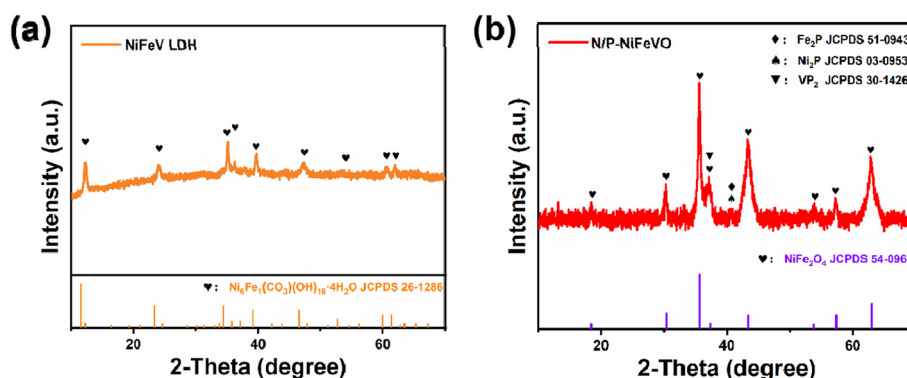 (a)
NiFeV LDH
Intensity (a.u.)
♥: Ni₆Fe₁(CO₃)(OH)₁₆·4H₂O JCPDS 26-1286
20
40
60
2-Theta (degree)
(b)
N/P-NiFeVO
♦: Fe₂P JCPDS 51-0943
♠: Ni₂P JCPDS 03-0953
▼: VP₂ JCPDS 30-1426
Intensity (a.u.)
♥: NiFe₂O₄ JCPDS 54-096
20
40
60
2-Theta (degree)